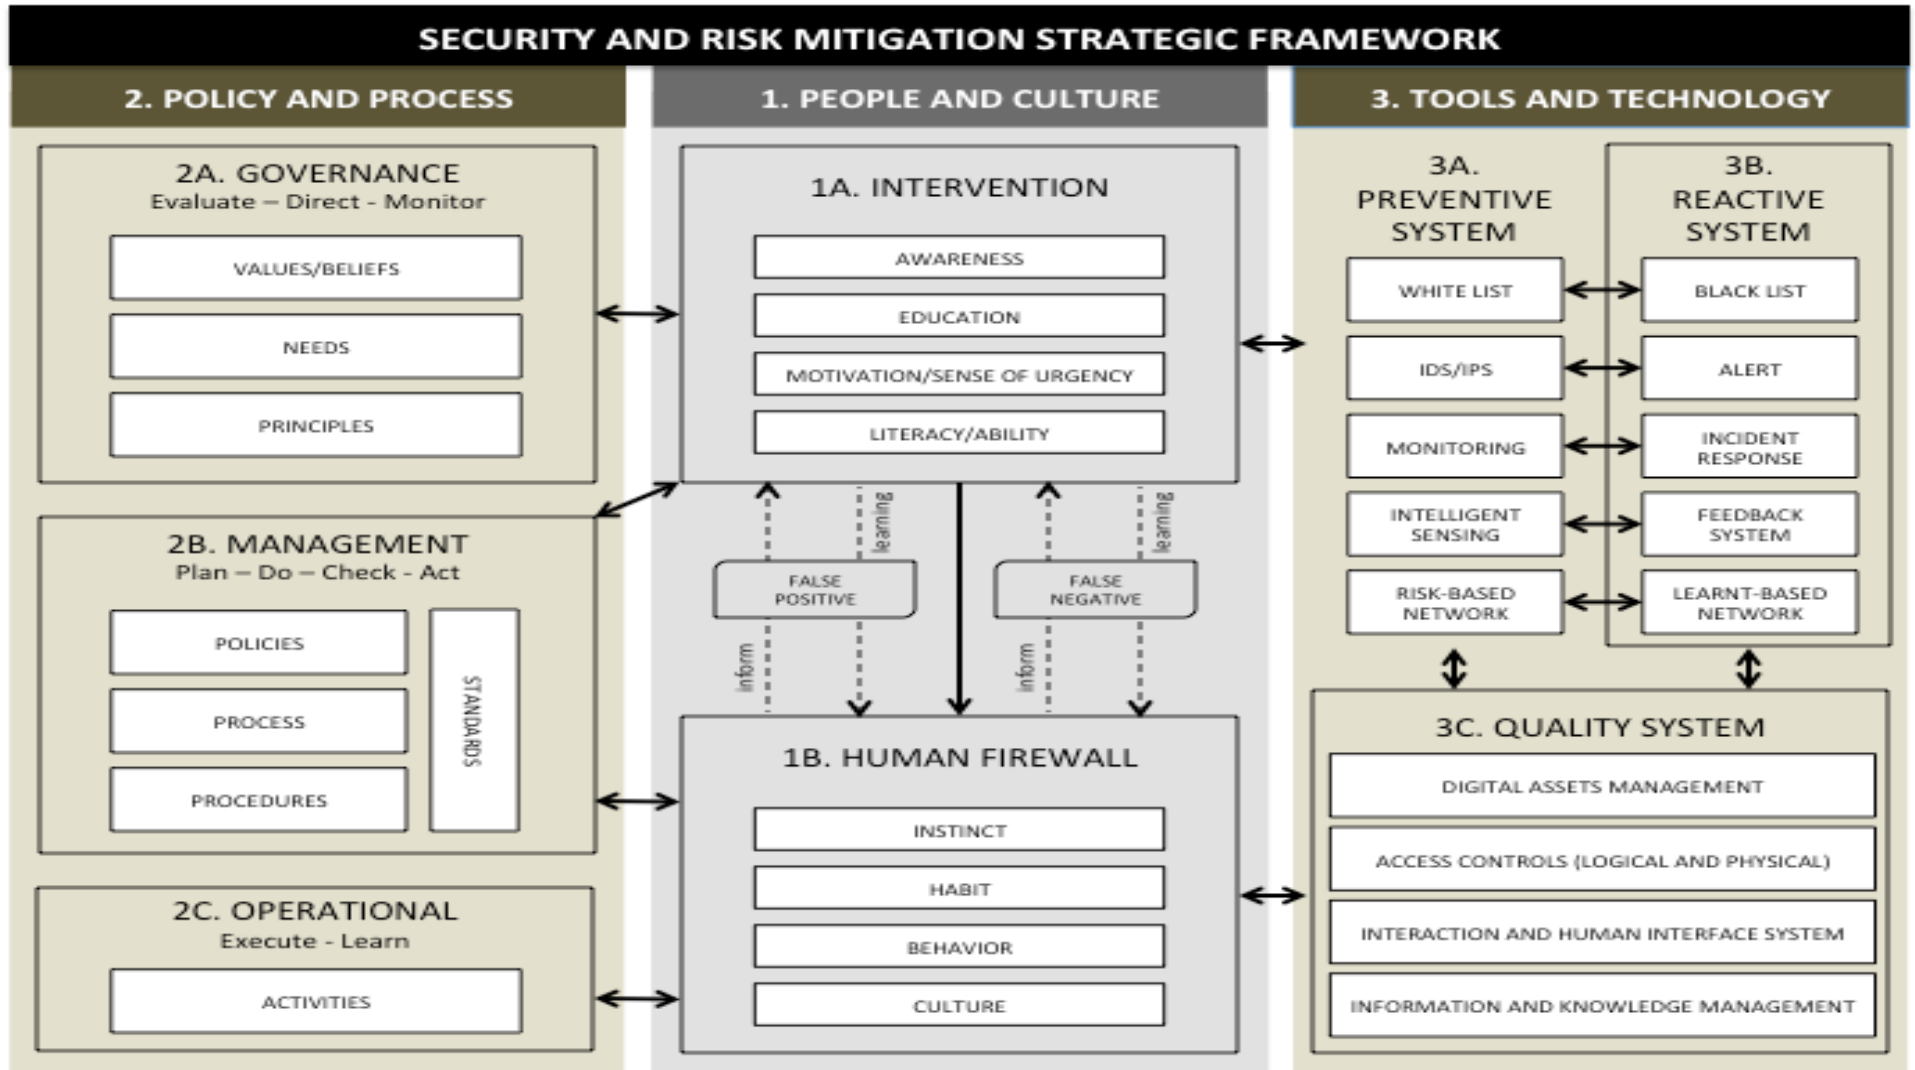 SECURITY AND RISK MITIGATION STRATEGIC FRAMEWORK
2. POLICY AND PROCESS
2A. GOVERNANCE
Evaluate – Direct - Monitor
VALUES/BELIEFS
NEEDS
PRINCIPLES
2B. MANAGEMENT
Plan – Do – Check - Act
POLICIES
PROCESS
PROCEDURES
STANDARDS
2C. OPERATIONAL
Execute - Learn
ACTIVITIES
1. PEOPLE AND CULTURE
1A. INTERVENTION
AWARENESS
EDUCATION
MOTIVATION/SENSE OF URGENCY
LITERACY/ABILITY
learning
learning
FALSE
POSITIVE
FALSE
NEGATIVE
inform
inform
1B. HUMAN FIREWALL
INSTINCT
HABIT
BEHAVIOR
CULTURE
3. TOOLS AND TECHNOLOGY
3A.
PREVENTIVE
SYSTEM
WHITE LIST
IDS/IPS
MONITORING
INTELLIGENT
SENSING
RISK-BASED
NETWORK
3B.
REACTIVE
SYSTEM
BLACK LIST
ALERT
INCIDENT
RESPONSE
FEEDBACK
SYSTEM
LEARNT-BASED
NETWORK
3C. QUALITY SYSTEM
DIGITAL ASSETS MANAGEMENT
ACCESS CONTROLS (LOGICAL AND PHYSICAL)
INTERACTION AND HUMAN INTERFACE SYSTEM
INFORMATION AND KNOWLEDGE MANAGEMENT